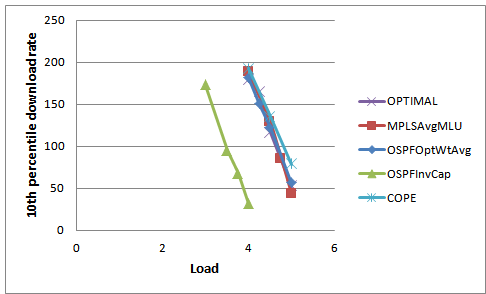 10th percentile download rate
250
200
150
100
50
0
0
2
4
6
Load
OPTIMAL
MPLSAvgMLU
OSPFOptWtAvg
OSPFInvCap
COPE